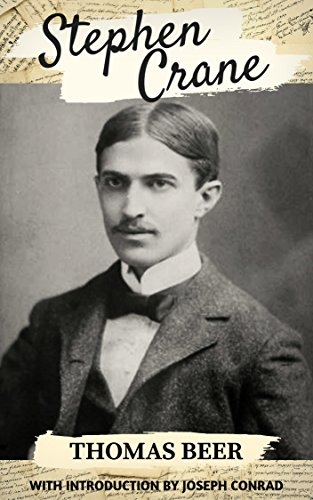 Stephen
Crane
THOMAS BEER
WITH INTRODUCTION BY JOSEPH CONRAD